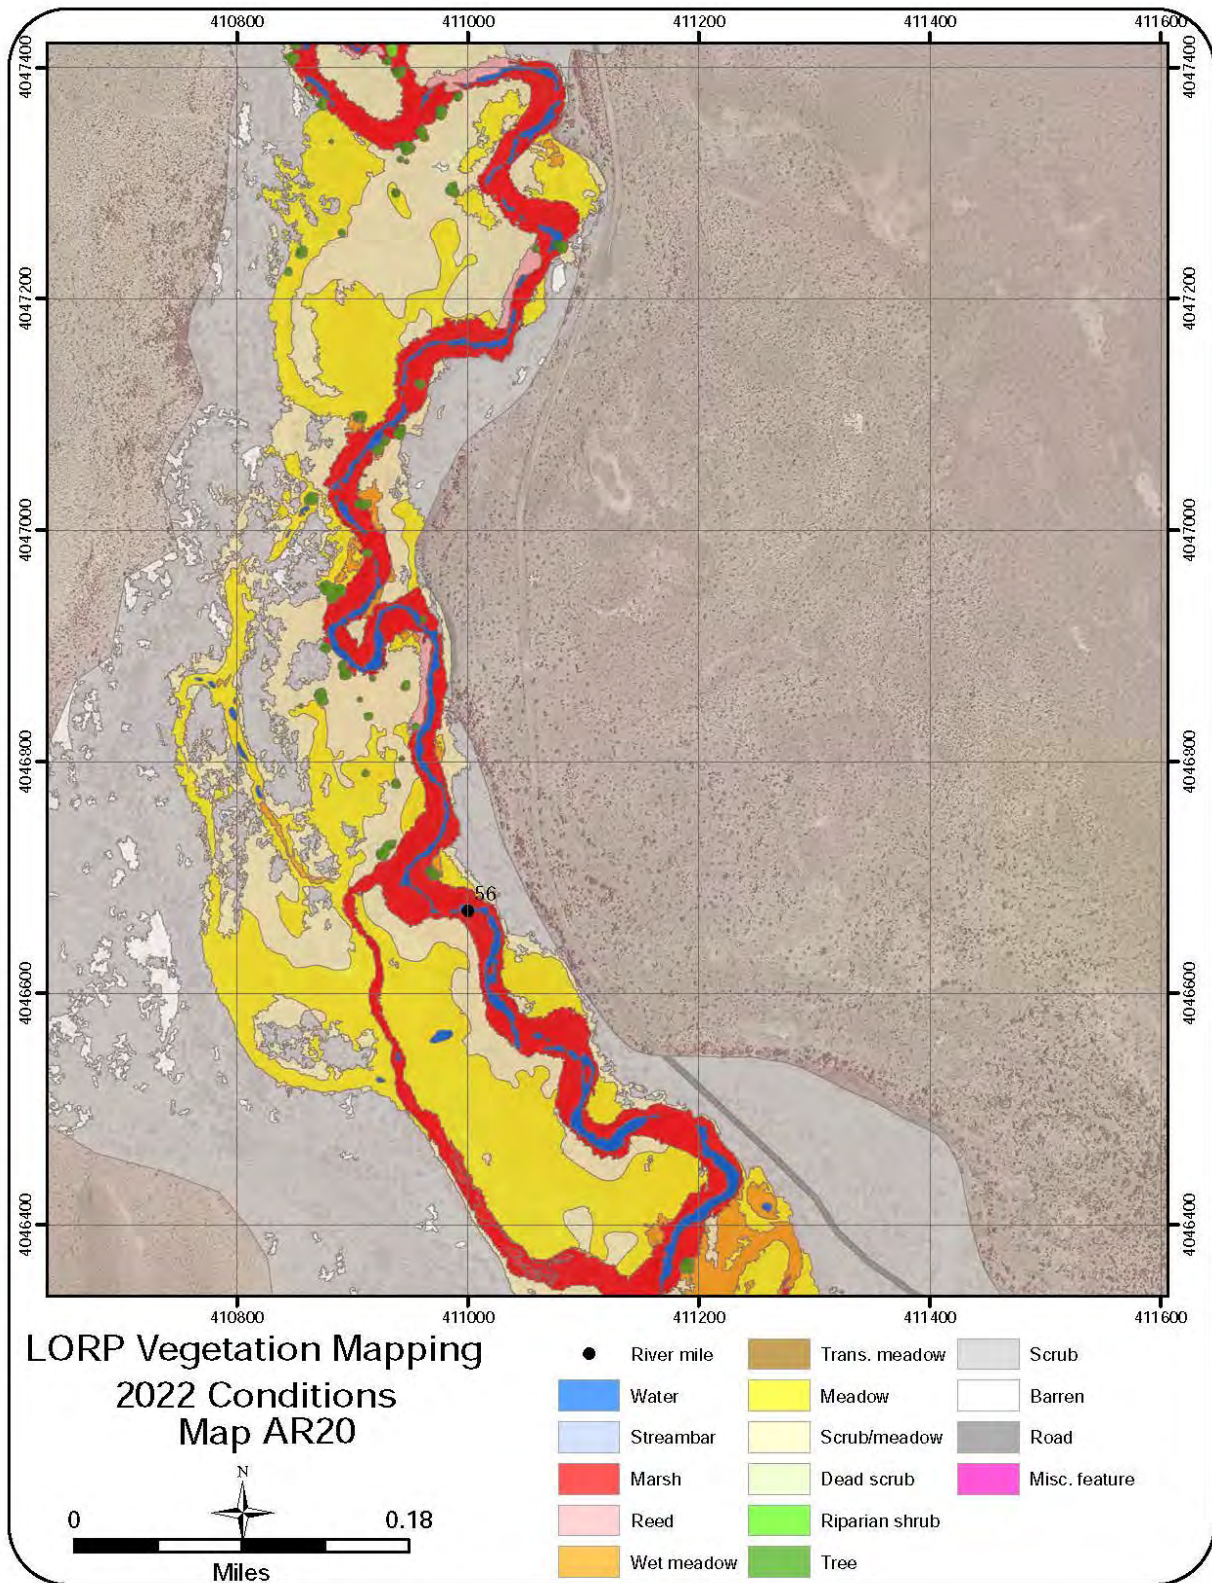 410800 411000 411200 411400 411600
4047400 4047400
4047200 4047200
4047000 4047000
4046800 4046800
56
4046600 4046600
4046400 4046400
410800 411000 411200 411400 411600
LORP Vegetation Mapping
2022 Conditions
Map AR20
N
0 0.18
Miles
River mile
Water
Streambar
Marsh
Reed
Wet meadow
Trans. meadow
Meadow
Scrub/meadow
Dead scrub
Riparian shrub
Tree
Scrub
Barren
Road
Misc. feature